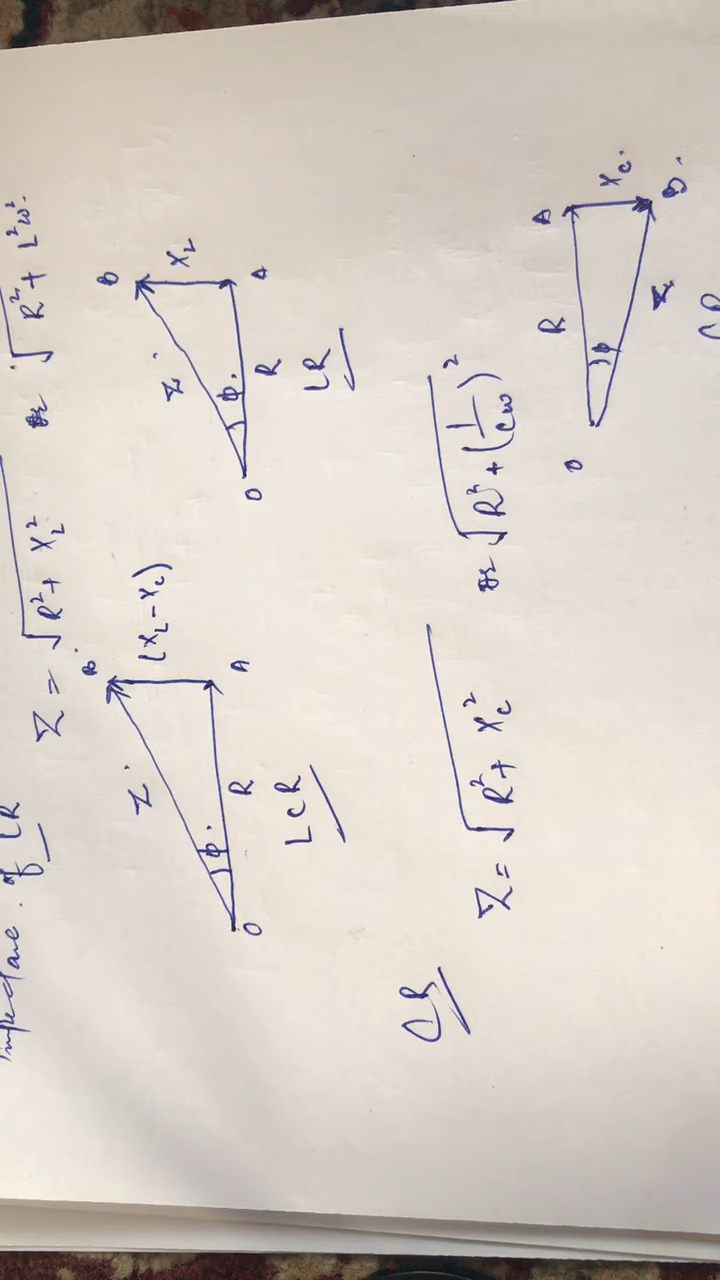 Impedance of LR
Z = √R² + X_L² or √R² + L²ω²
B B
Z (X_L - X_C) Z X_L
ϕ ϕ
O R A O R A
LCR LR
CR
Z = √R² + X_C² or √R² + (1/Cω)²
O R A
ϕ X_C
Z B
CR